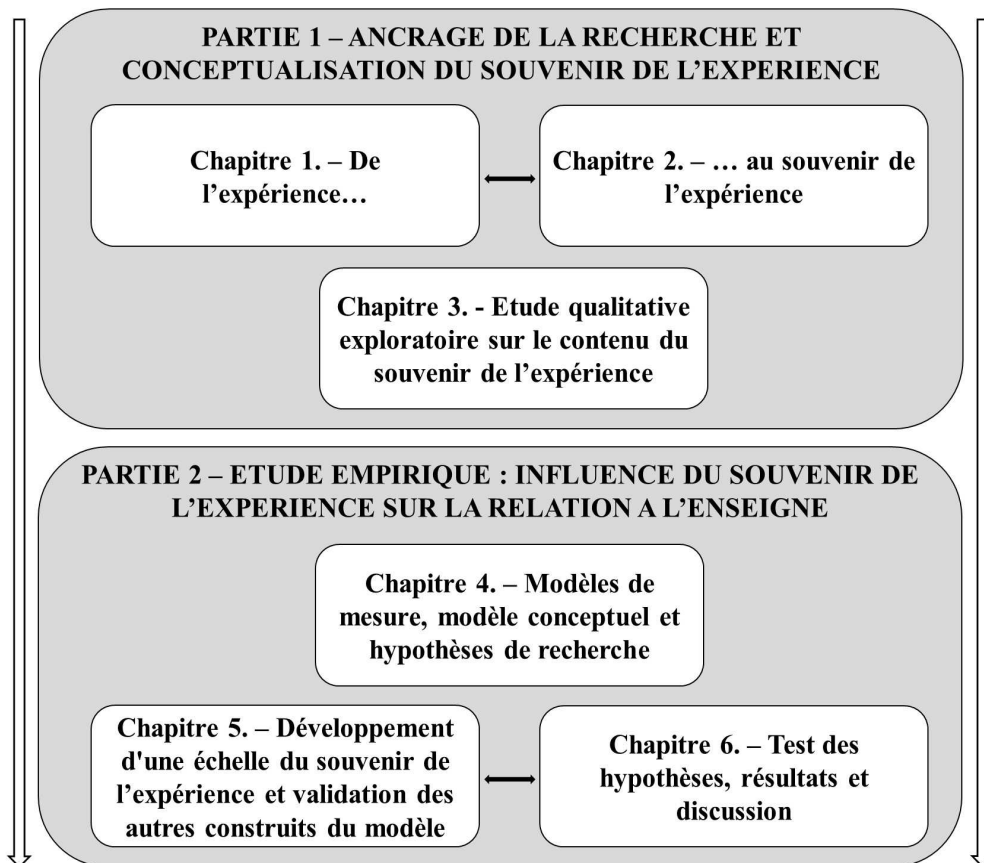 PARTIE 1 – ANCRAGE DE LA RECHERCHE ET
CONCEPTUALISATION DU SOUVENIR DE L’EXPERIENCE
Chapitre 1. – De
l’expérience…
Chapitre 2. – … au souvenir de
l’expérience
Chapitre 3. - Etude qualitative
exploratoire sur le contenu du
souvenir de l’expérience
PARTIE 2 – ETUDE EMPIRIQUE : INFLUENCE DU SOUVENIR DE
L’EXPERIENCE SUR LA RELATION A L’ENSEIGNE
Chapitre 4. – Modèles de
mesure, modèle conceptuel et
hypothèses de recherche
Chapitre 5. – Développement
d'une échelle du souvenir de
l’expérience et validation des
autres construits du modèle
Chapitre 6. – Test des
hypothèses, résultats et
discussion